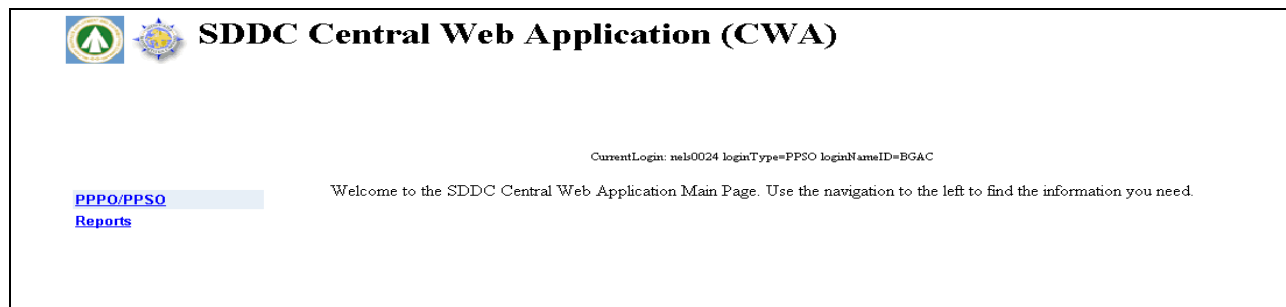 SDDC Central Web Application (CWA)
CurrentLogin: nels0024 loginType=PPSO loginNameID=BGAC
Welcome to the SDDC Central Web Application Main Page. Use the navigation to the left to find the information you need.
PPPO/PPSO
Reports